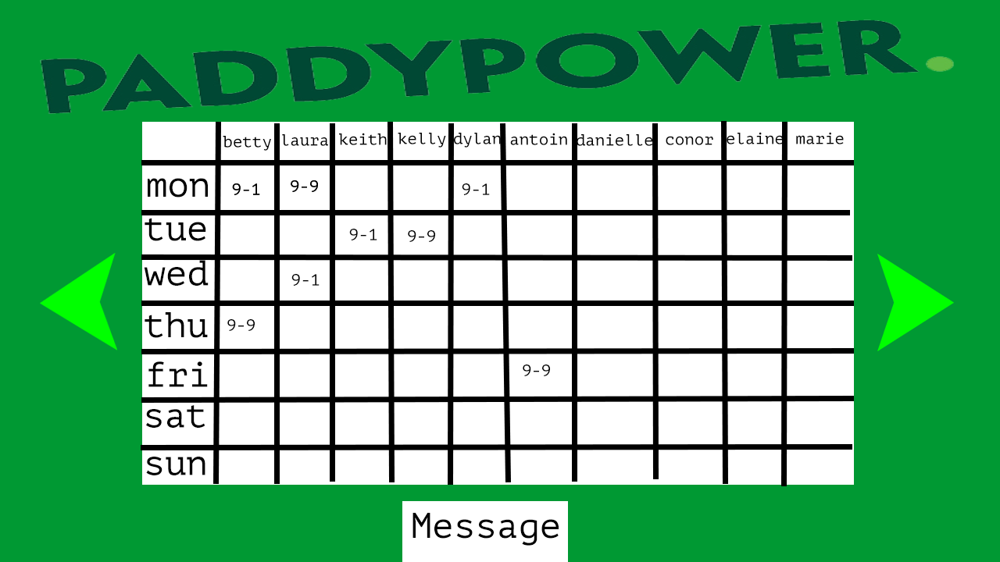 PADDYPOWER.
betty laura keith kelly dylan antoin danielle conor elaine marie
mon 9-1 9-9 9-1
tue 9-1 9-9
wed 9-1
thu 9-9
fri 9-9
sat
sun
Message